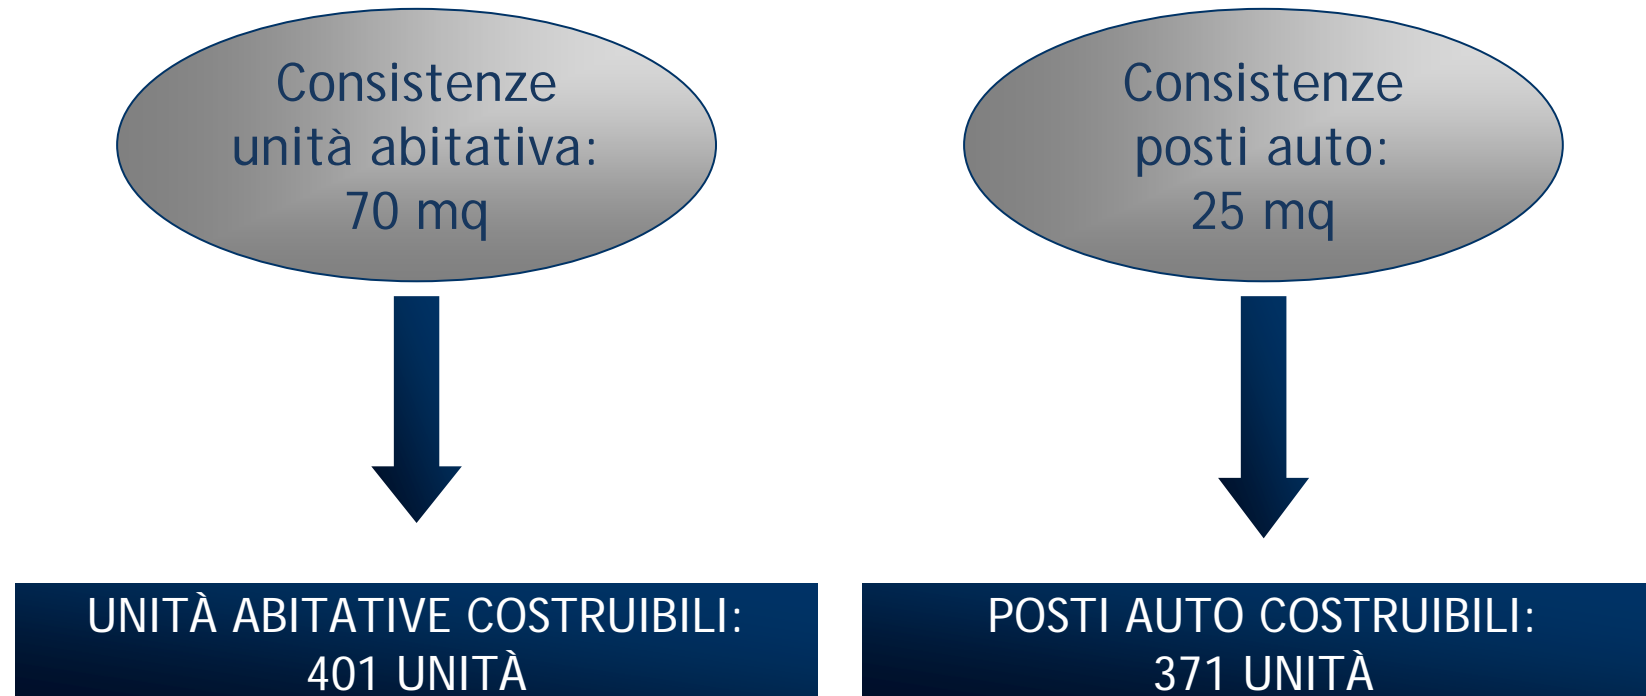 Consistenze
unità abitativa:
70 mq
Consistenze
posti auto:
25 mq
UNITÀ ABITATIVE COSTRUIBILI:
401 UNITÀ
POSTI AUTO COSTRUIBILI:
371 UNITÀ